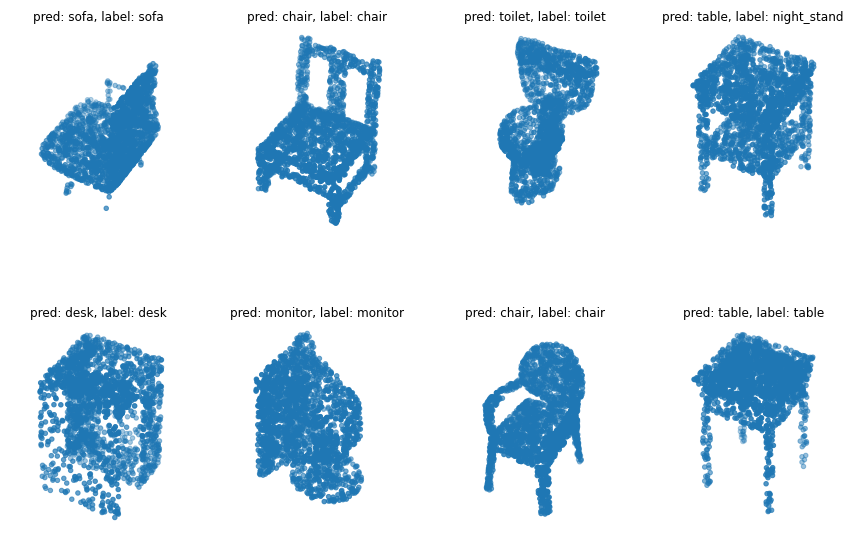 pred: sofa, label: sofa
pred: chair, label: chair
pred: toilet, label: toilet
pred: table, label: night_stand
pred: desk, label: desk
pred: monitor, label: monitor
pred: chair, label: chair
pred: table, label: table